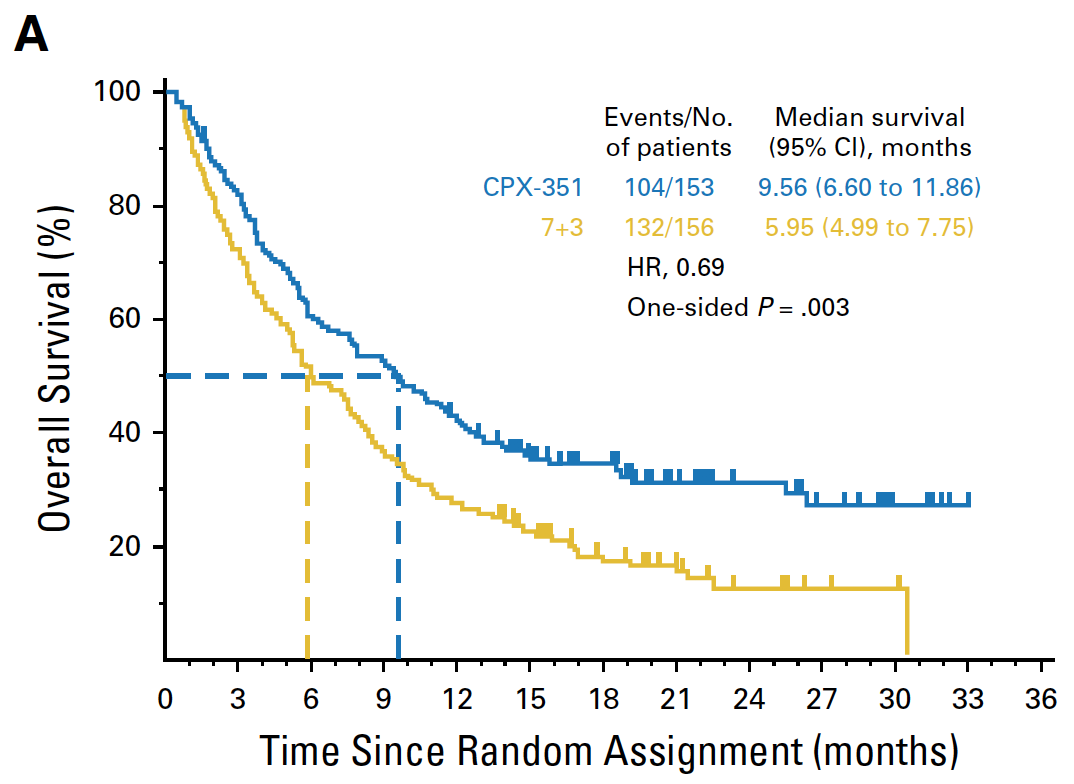 A
Events/No. of patients
Median survival (95% CI), months
CPX-351 104/153 9.56 (6.60 to 11.86)
7+3 132/156 5.95 (4.99 to 7.75)
HR, 0.69
One-sided P = .003
Overall Survival (%)
100
80
60
40
20
0 3 6 9 12 15 18 21 24 27 30 33 36
Time Since Random Assignment (months)